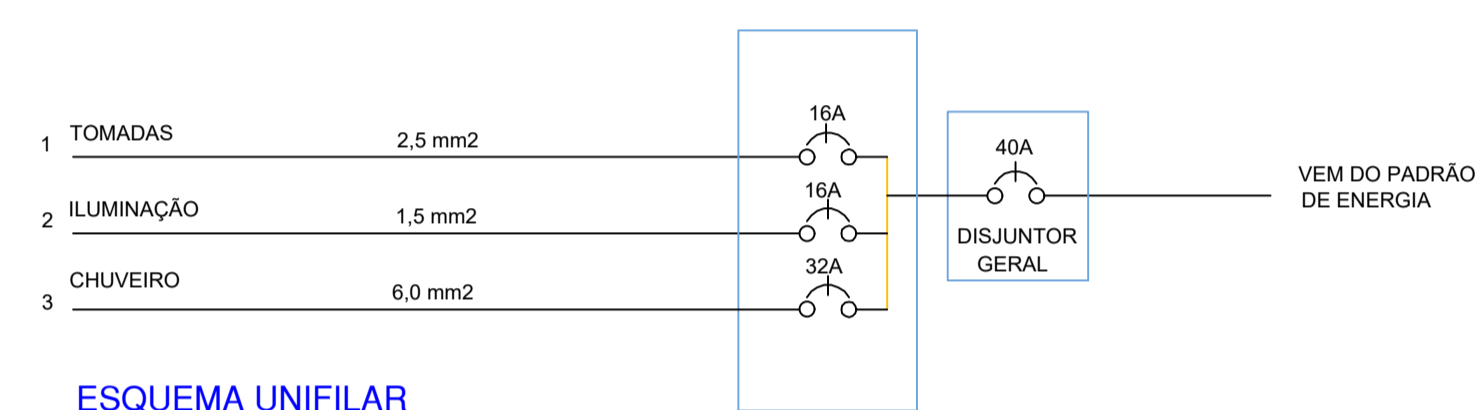 1 TOMADAS 2,5 mm2 16A
2 ILUMINAÇÃO 1,5 mm2 16A
3 CHUVEIRO 6,0 mm2 32A
40A
DISJUNTOR
GERAL
VEM DO PADRÃO
DE ENERGIA
ESQUEMA UNIFILAR